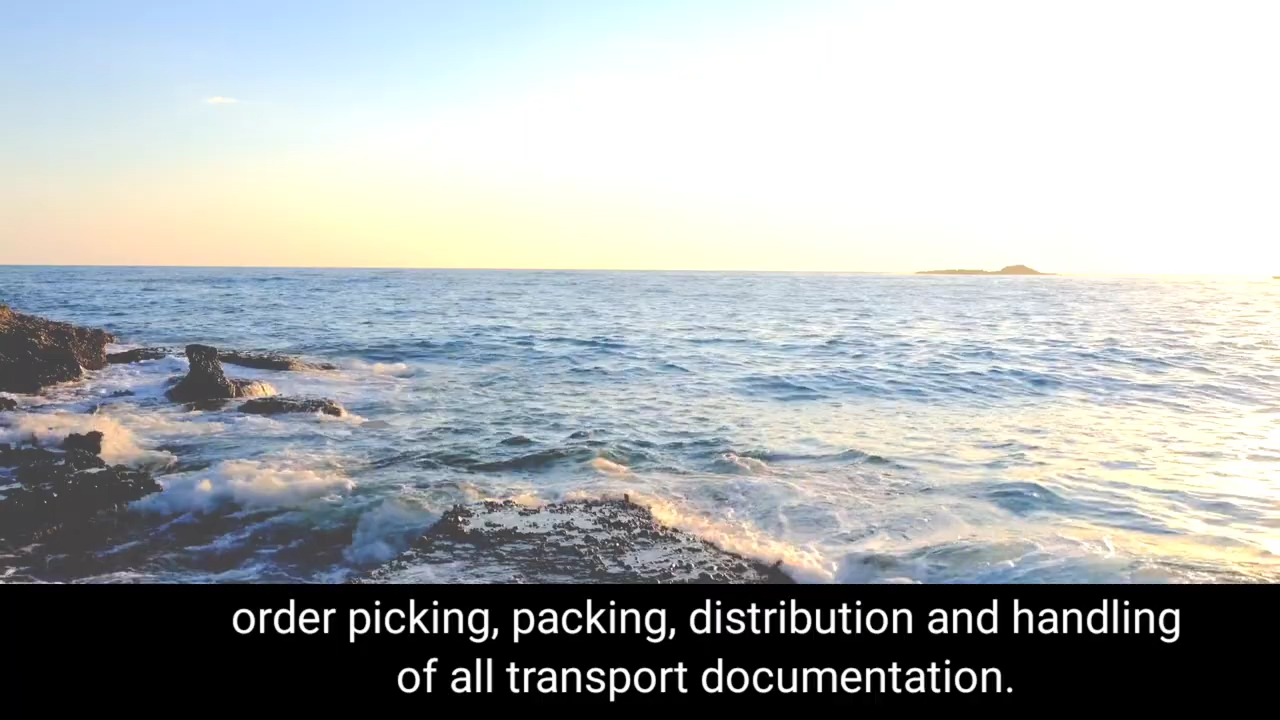 order picking, packing, distribution and handling
of all transport documentation.